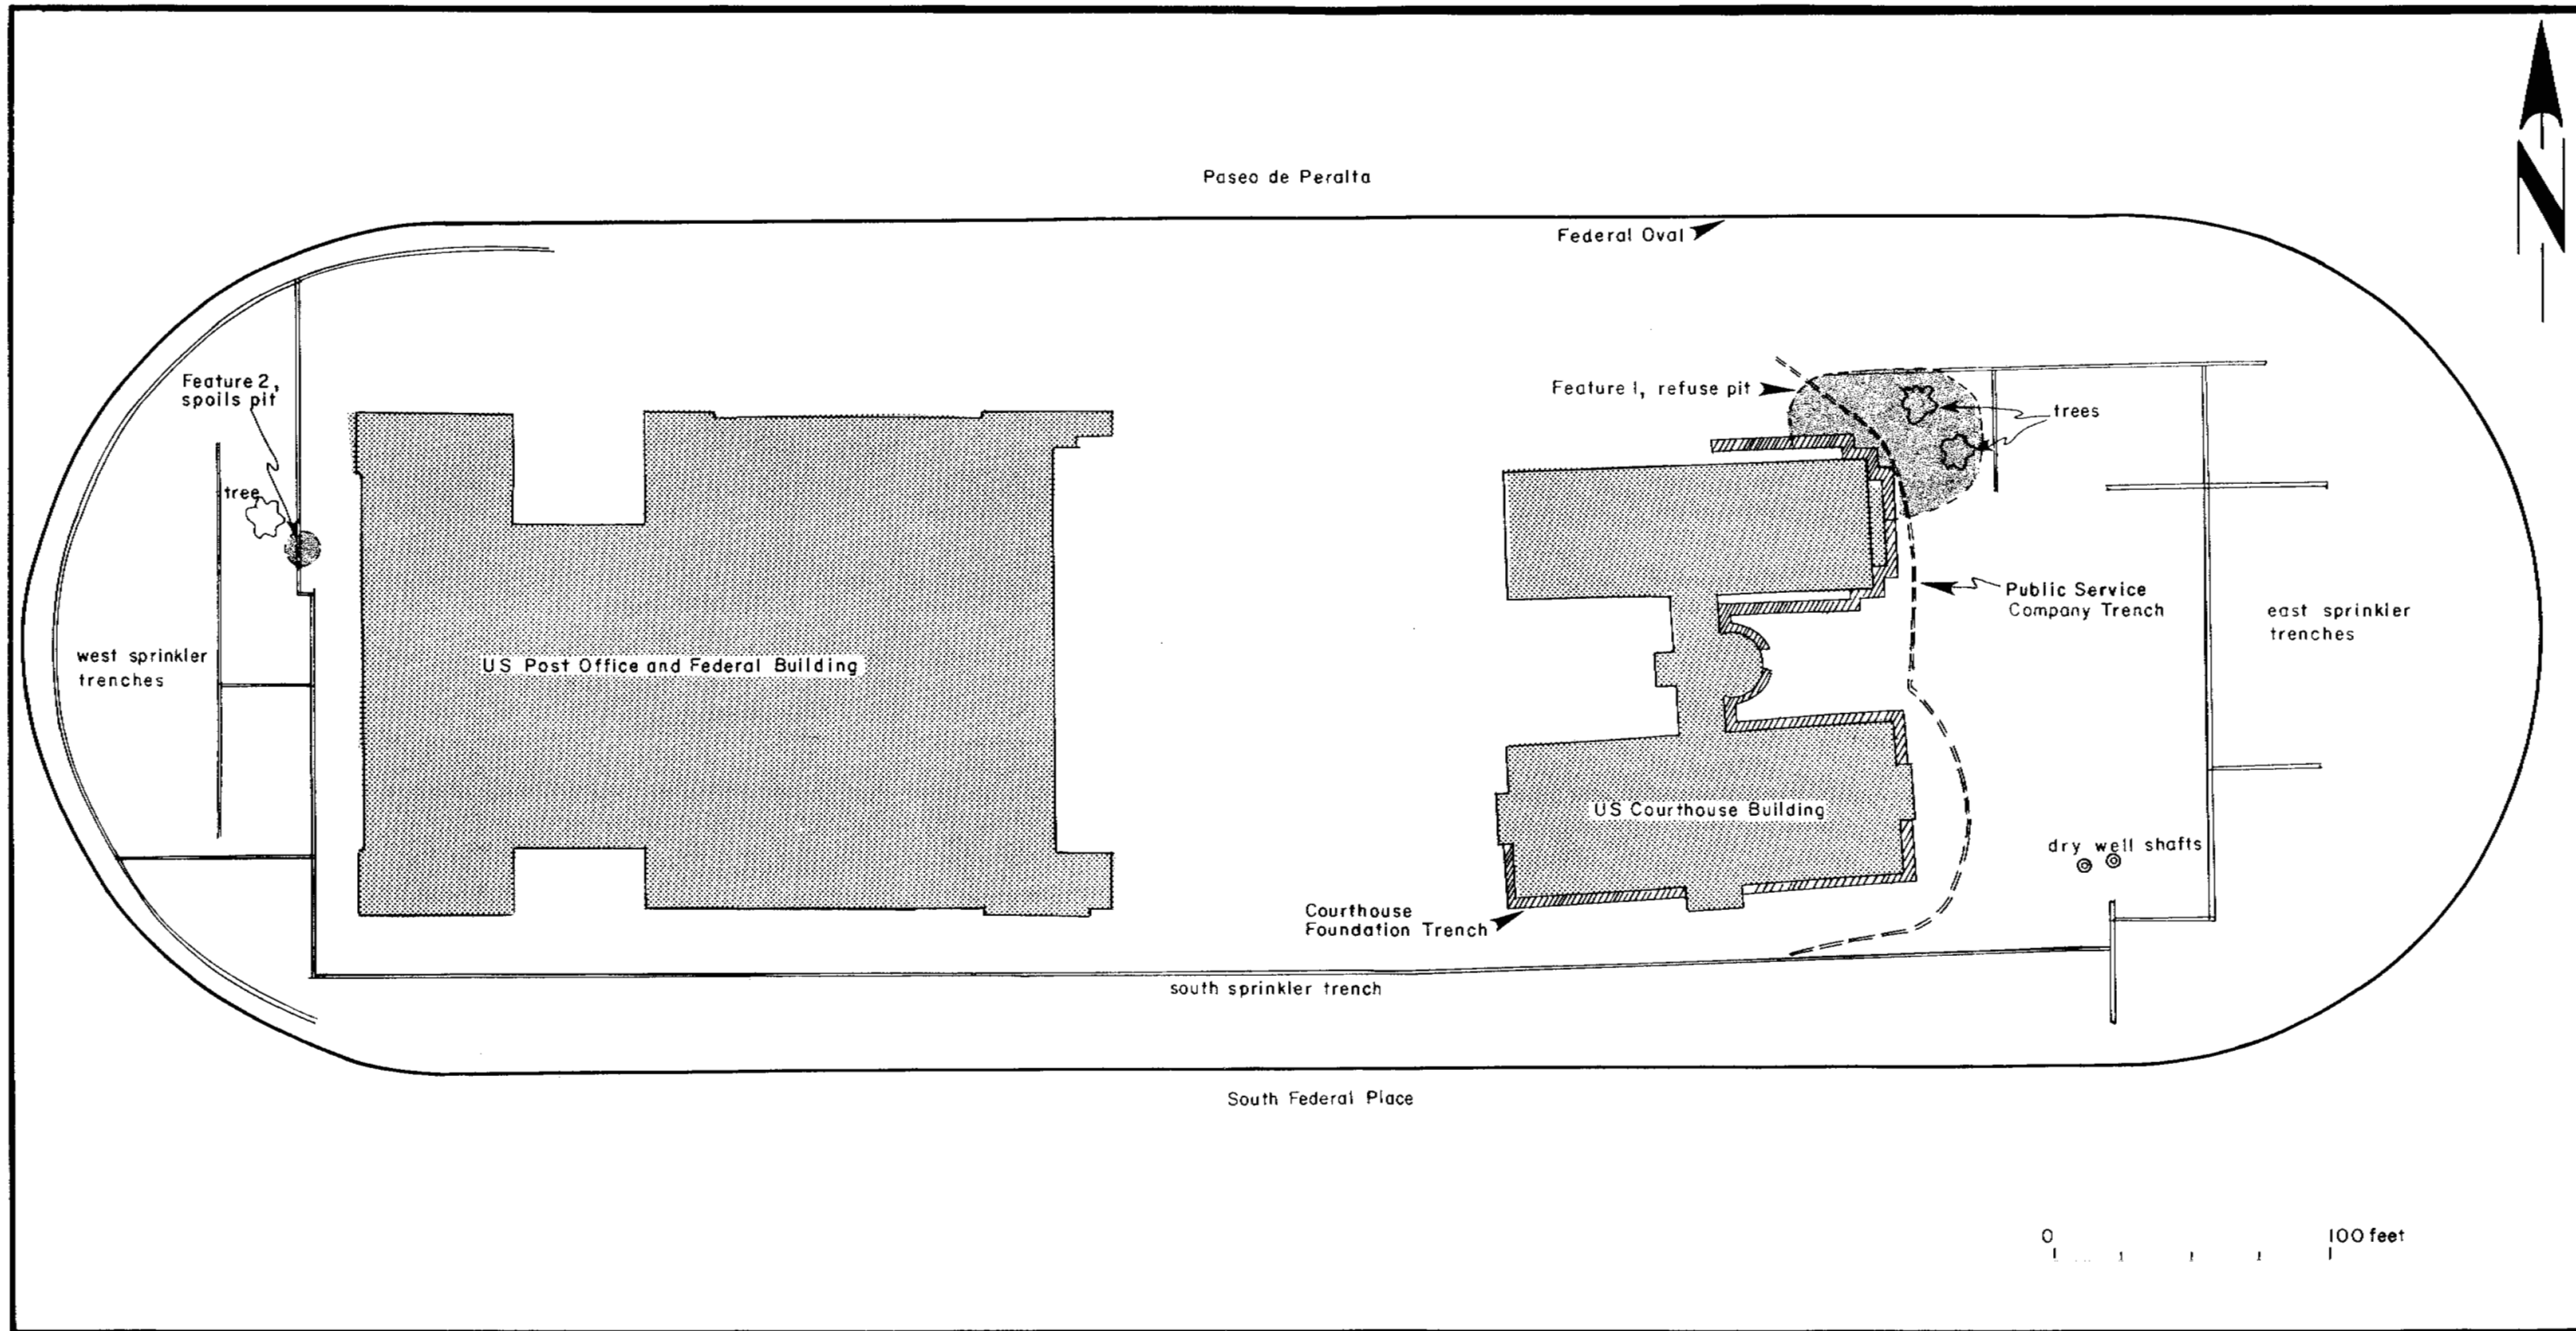 N
Paseo de Peralta
Federal Oval
Feature 2,
spoils pit
Feature 1, refuse pit
trees
tree
Public Service
Company Trench
east sprinkler
trenches
west sprinkler
trenches
US Post Office and Federal Building
US Courthouse Building
dry well shafts
Courthouse
Foundation Trench
south sprinkler trench
South Federal Place
0 100 feet